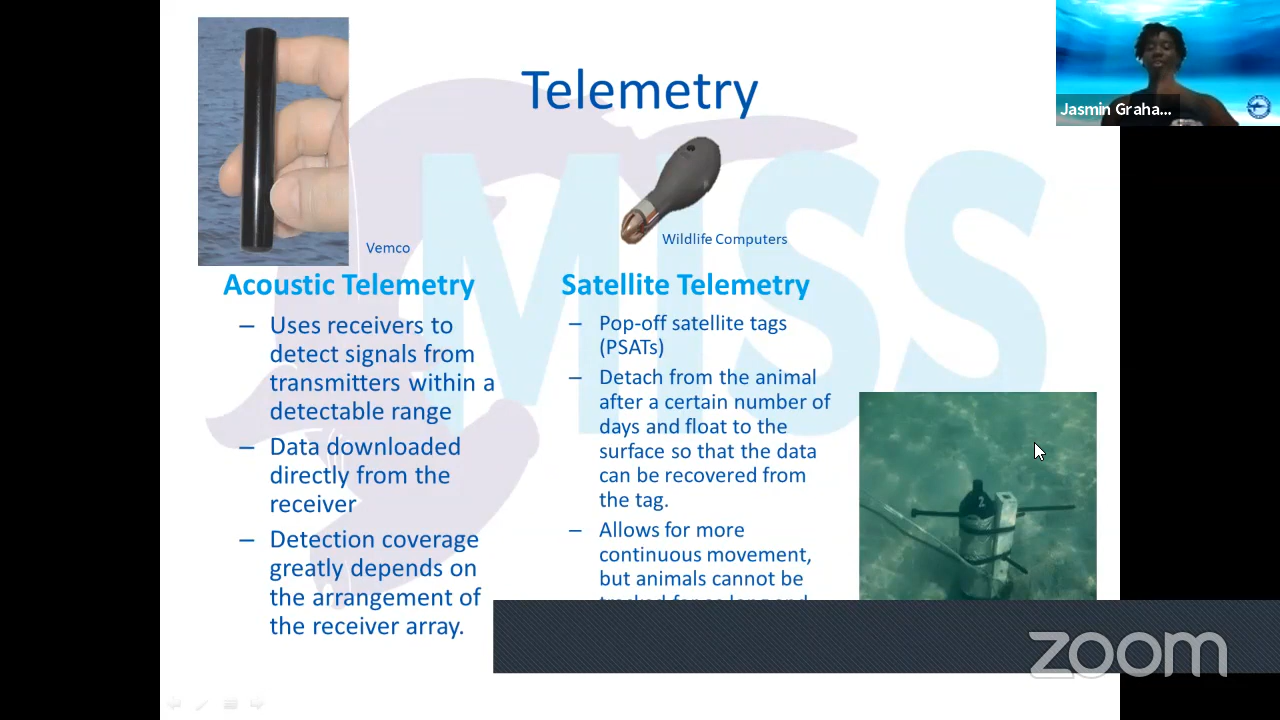 Telemetry
Jasmin Graha...
MISS
Vemco
Wildlife Computers
Acoustic Telemetry
– Uses receivers to
detect signals from
transmitters within a
detectable range
– Data downloaded
directly from the
receiver
– Detection coverage
greatly depends on
the arrangement of
the receiver array.
Satellite Telemetry
– Pop-off satellite tags
(PSATs)
– Detach from the animal
after a certain number of
days and float to the
surface so that the data
can be recovered from
the tag.
– Allows for more
continuous movement,
but animals cannot be
2
zoom